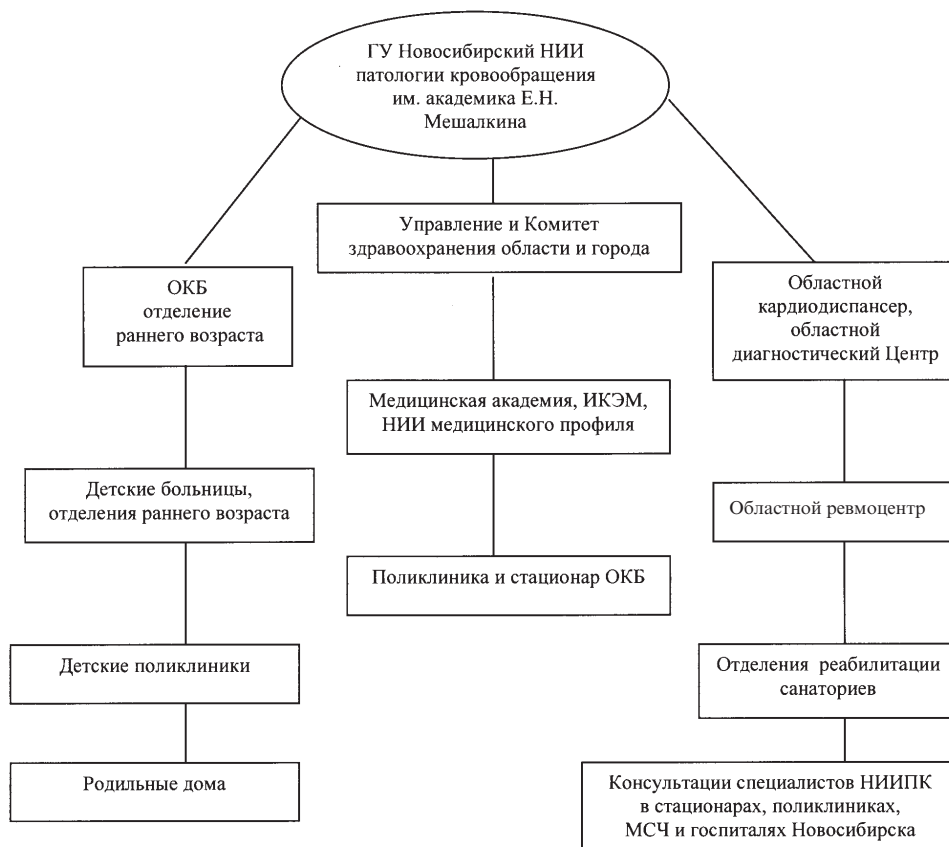 ГУ Новосибирский НИИ
патологии кровообращения
им. академика Е.Н.
Мешалкина
Управление и Комитет
здравоохранения области и города
ОКБ
отделение
раннего возраста
Областной
кардиодиспансер,
областной
диагностический Центр
Медицинская академия, ИКЭМ,
НИИ медицинского профиля
Детские больницы,
отделения раннего возраста
Областной ревмоцентр
Поликлиника и стационар ОКБ
Детские поликлиники
Отделения реабилитации
санаториев
Родильные дома
Консультации специалистов НИИПК
в стационарах, поликлиниках,
МСЧ и госпиталях Новосибирска